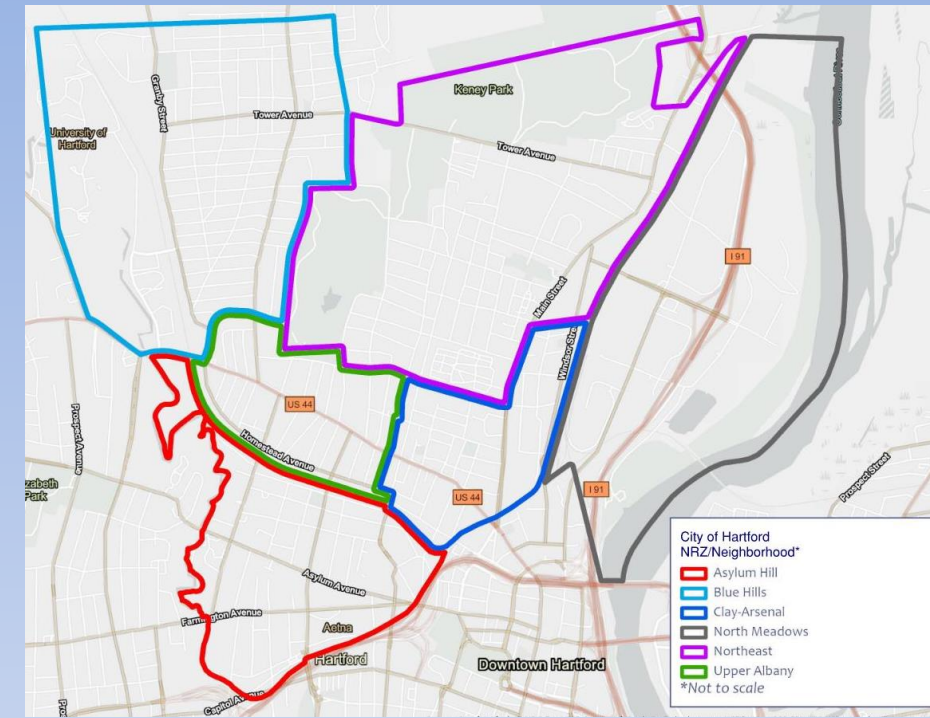 Granby Street
Keney Park
Tower Avenue
University of
Hartford
Tower Avenue
I 91
Main Street
Windsor Stre
Prospect Avenue
US 44
Homestead Avenue
zabeth
Park
US 44
I 91
Prospect Street
City of Hartford
NRZ/Neighborhood*
Asylum Hill
Blue Hills
Clay-Arsenal
North Meadows
Northeast
Upper Albany
*Not to scale
Asylum Avenue
Farmington Avenue
Aetna
Hartford
Downtown Hartford
Capitol Avenue